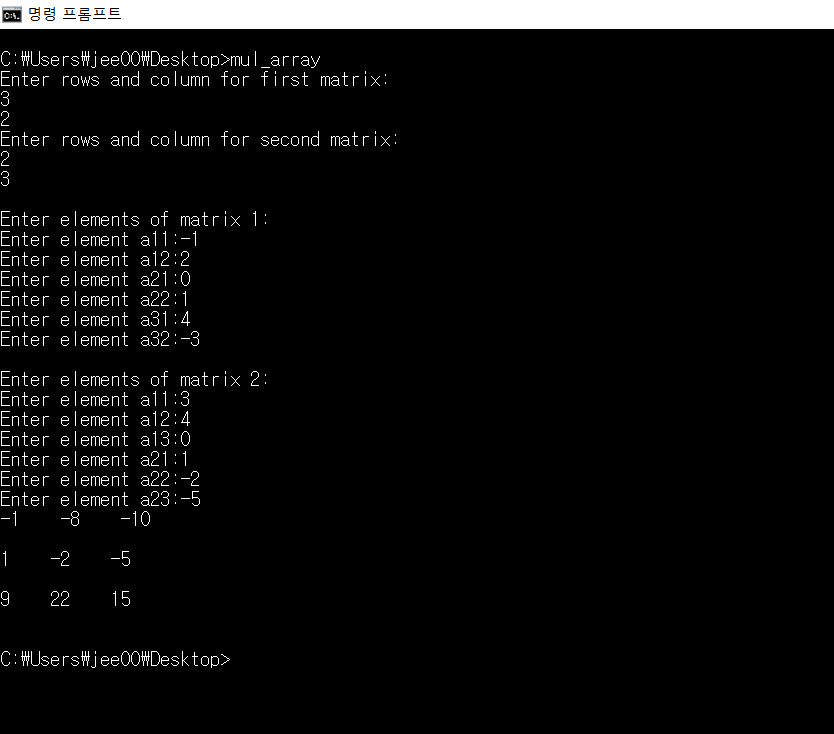 명령 프롬프트
C:\Users\jee00\Desktop>mul_array
Enter rows and column for first matrix:
3
2
Enter rows and column for second matrix:
2
3
Enter elements of matrix 1:
Enter element a11:-1
Enter element a12:2
Enter element a21:0
Enter element a22:1
Enter element a31:4
Enter element a32:-3
Enter elements of matrix 2:
Enter element a11:3
Enter element a12:4
Enter element a13:0
Enter element a21:1
Enter element a22:-2
Enter element a23:-5
-1    -8    -10
1    -2    -5
9    22    15
C:\Users\jee00\Desktop>